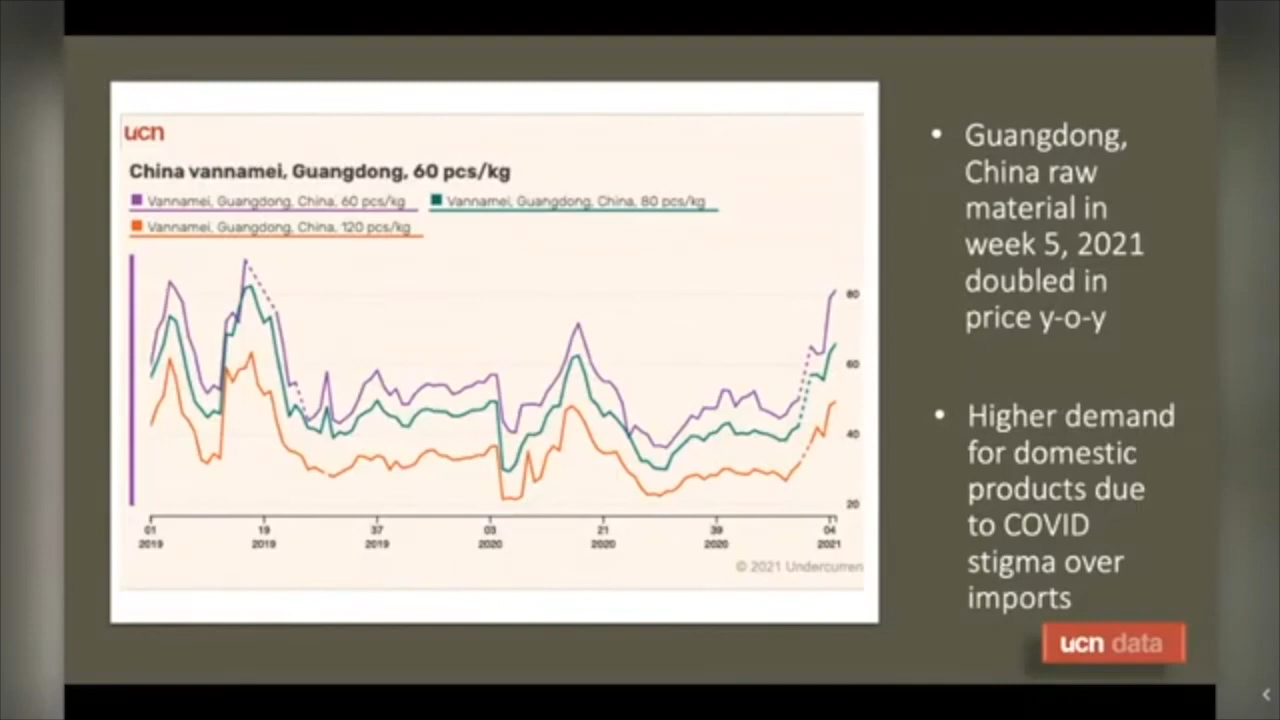 ucn
China vannamei, Guangdong, 60 pcs/kg
Vannamei, Guangdong, China, 60 pcs/kg
Vannamei, Guangdong, China, 80 pcs/kg
Vannamei, Guangdong, China, 120 pcs/kg
80
60
40
20
01 19 37 03 21 39 04
2019 2019 2019 2020 2020 2020 2021
© 2021 Undercurren
• Guangdong,
China raw
material in
week 5, 2021
doubled in
price y-o-y
• Higher demand
for domestic
products due
to COVID
stigma over
imports
ucn data